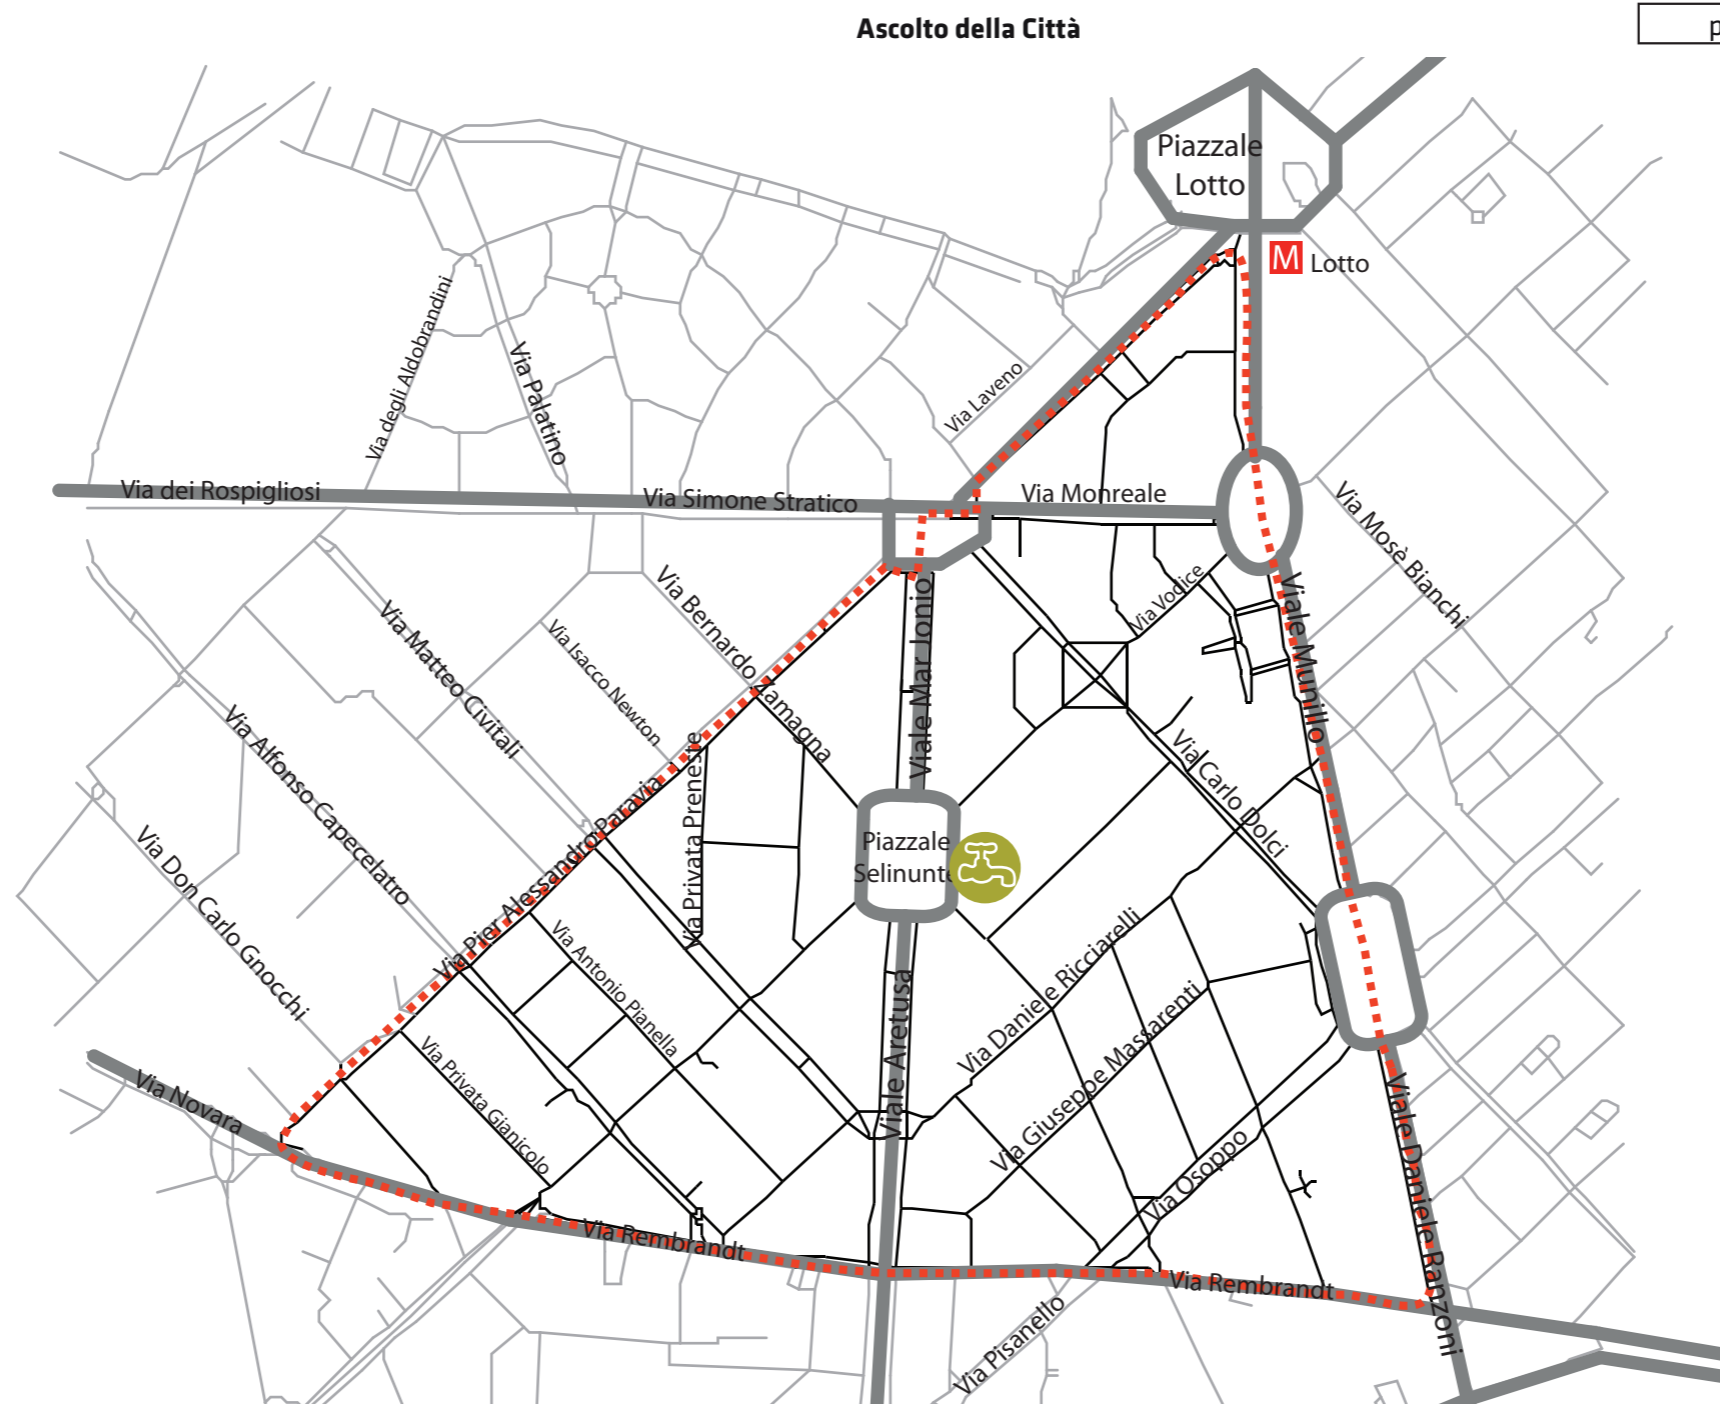 Ascolto della Città
p
Piazzale
Lotto
M
Lotto
Via degli Aldobrandini
Via Palatino
Via Laveno
Via dei Rospigliosi
Via Simone Stratico
Via Monreale
Via Mosè Bianchi
Via Vodice
Via Bernardo Zamagna
Via Matteo Civitali
Via Isacco Newton
Viale Mar Jonio
Viale Murillo
Via Alfonso Capecelatro
Via Privata Preneste
Via Carlo Dolci
Via Don Carlo Gnocchi
Via Pier Alessandro Paravia
Piazzale
Selinunte
Via Antonio Pianella
Viale Aretusa
Via Daniele Ricciarelli
Via Giuseppe Massarenti
Via Privata Gianicolo
Via Novara
Via Osoppo
Viale Daniele Ranzoni
Via Rembrandt
Via Rembrandt
Via Pisanello